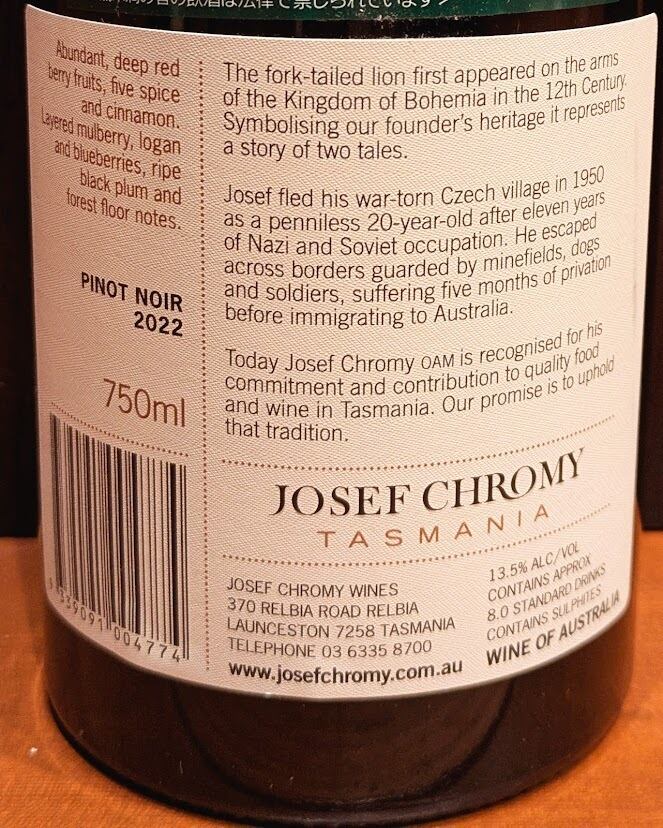 Abundant, deep red
berry fruits, five spice
and cinnamon.
Layered mulberry, logan
and blueberries, ripe
black plum and
forest floor notes.
PINOT NOIR
2022
750ml
9 339091 004774
The fork-tailed lion first appeared on the arms
of the Kingdom of Bohemia in the 12th Century.
Symbolising our founder's heritage it represents
a story of two tales.
Josef fled his war-torn Czech village in 1950
as a penniless 20-year-old after eleven years
of Nazi and Soviet occupation. He escaped
across borders guarded by minefields, dogs
and soldiers, suffering five months of privation
before immigrating to Australia.
Today Josef Chromy OAM is recognised for his
commitment and contribution to quality food
and wine in Tasmania. Our promise is to uphold
that tradition.
JOSEF CHROMY
TASMANIA
JOSEF CHROMY WINES
370 RELBIA ROAD RELBIA
LAUNCESTON 7258 TASMANIA
TELEPHONE 03 6335 8700
www.josefchromy.com.au
13.5% ALC/VOL
CONTAINS APPROX
8.0 STANDARD DRINKS
CONTAINS SULPHITES
WINE OF AUSTRALIA